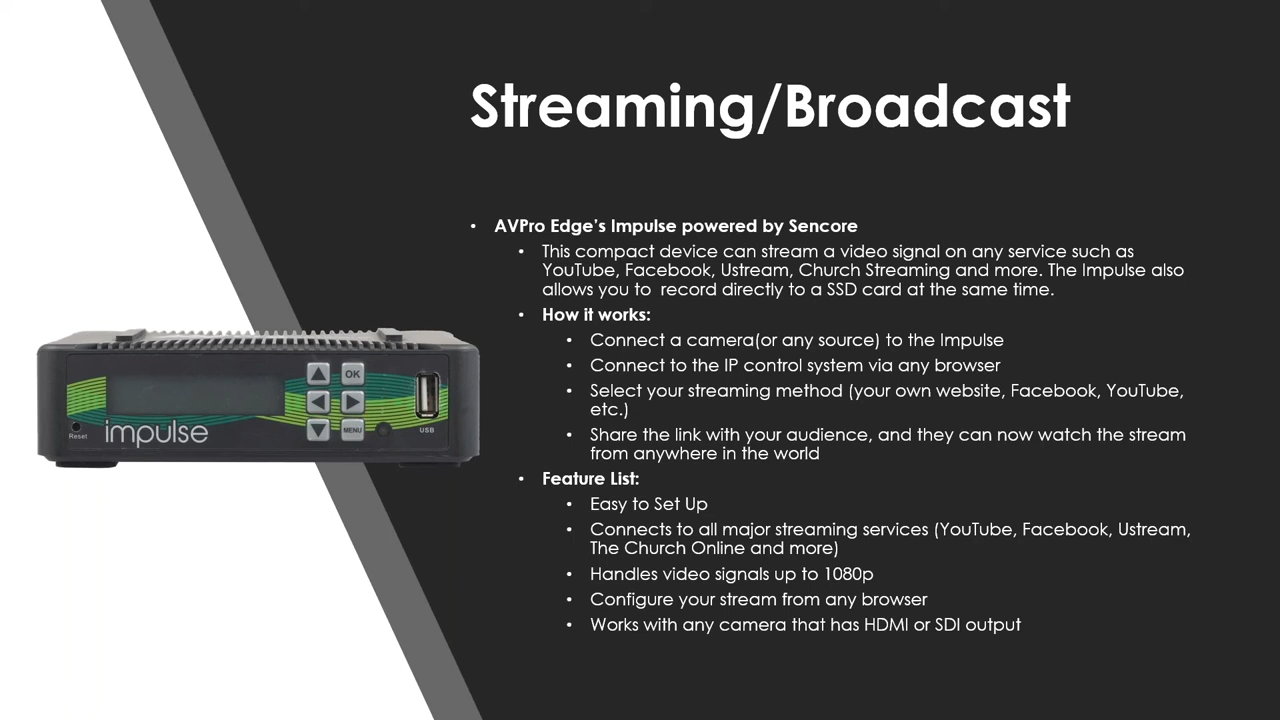 Streaming/Broadcast
• AVPro Edge’s Impulse powered by Sencore
• This compact device can stream a video signal on any service such as
YouTube, Facebook, Ustream, Church Streaming and more. The Impulse also
allows you to  record directly to a SSD card at the same time.
• How it works:
• Connect a camera(or any source) to the Impulse
• Connect to the IP control system via any browser
• Select your streaming method (your own website, Facebook, YouTube,
etc.)
• Share the link with your audience, and they can now watch the stream
from anywhere in the world
• Feature List:
• Easy to Set Up
• Connects to all major streaming services (YouTube, Facebook, Ustream,
The Church Online and more)
• Handles video signals up to 1080p
• Configure your stream from any browser
• Works with any camera that has HDMI or SDI output
OK
MENU
Reset
impulse
USB